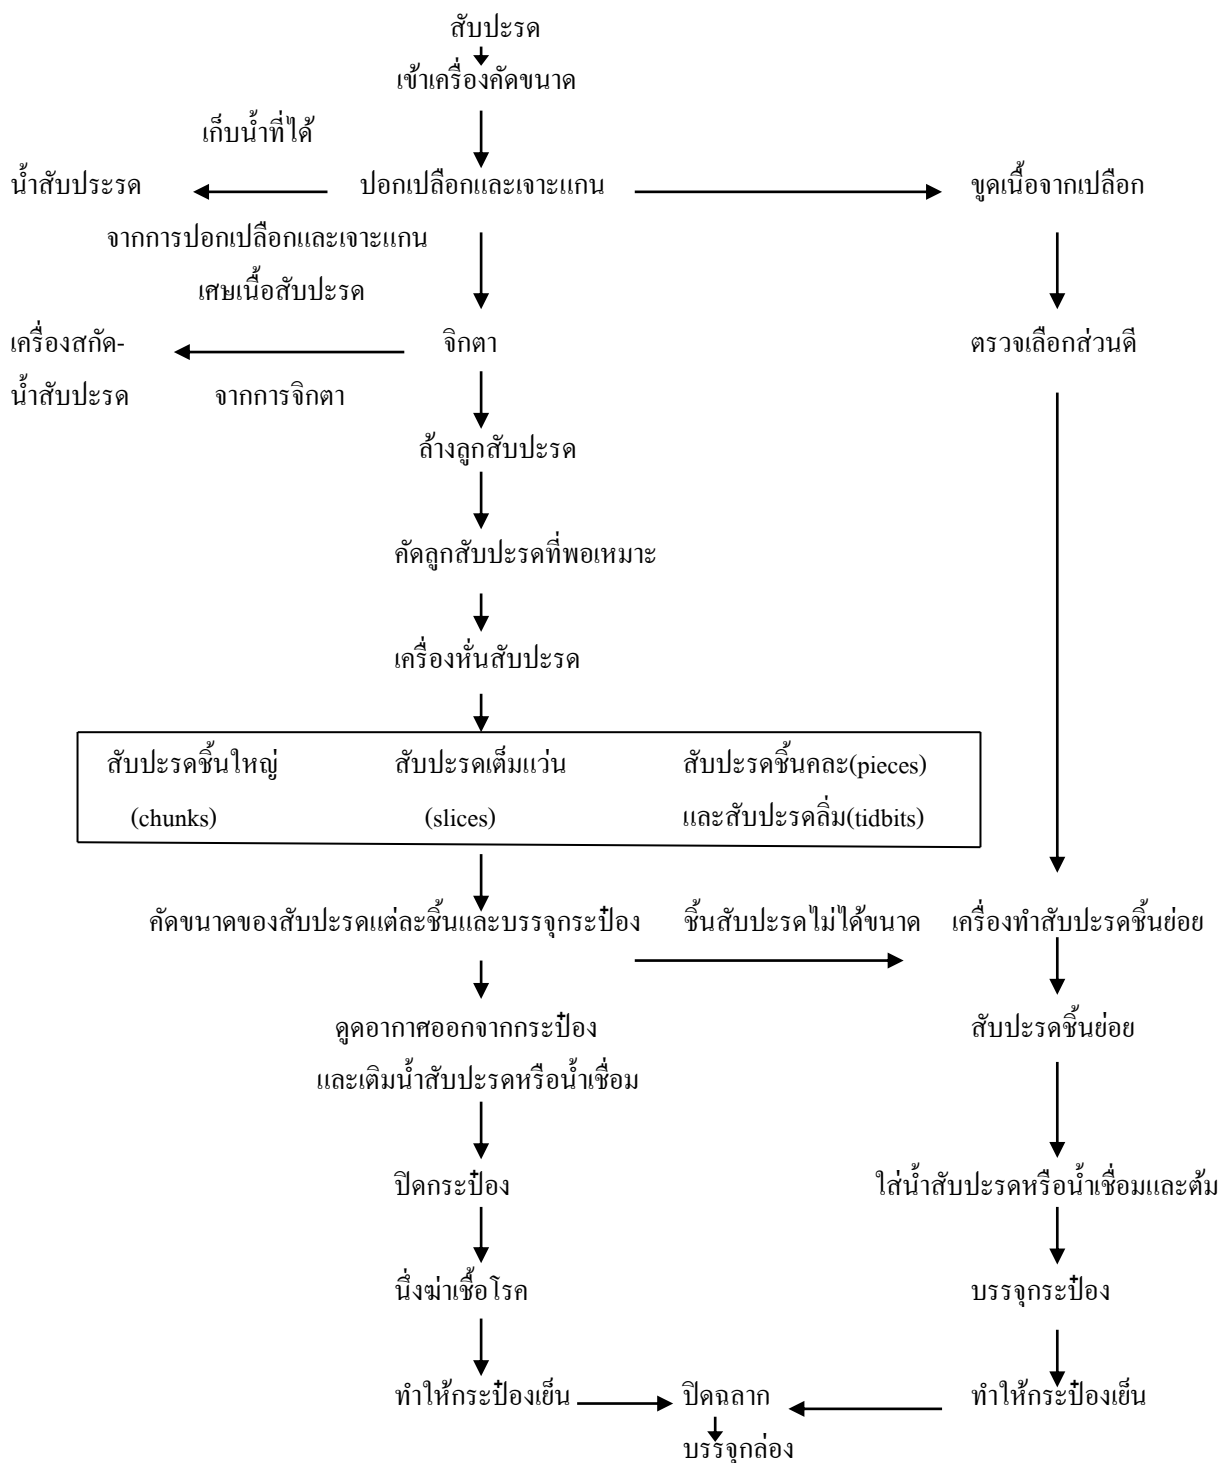 สับปะรด
เข้าเครื่องคัดขนาด
เก็บน้ำที่ได้
น้ำสับประรด ปอกเปลือกและเจาะแกน ขูดเนื้อจากเปลือก
จากการปอกเปลือกและเจาะแกน
เศษเนื้อสับปะรด
เครื่องสกัด- จิกตา ตรวจเลือกส่วนดี
น้ำสับปะรด จากการจิกตา
ล้างลูกสับปะรด
คัดลูกสับปะรดที่พอเหมาะ
เครื่องหั่นสับปะรด
สับปะรดชิ้นใหญ่ สับปะรดเต็มแว่น สับปะรดชิ้นคละ(pieces)
(chunks) (slices) และสับปะรดลิ่ม(tidbits)
คัดขนาดของสับปะรดแต่ละชิ้นและบรรจุกระป๋อง ชิ้นสับปะรดไม่ได้ขนาด เครื่องทำสับปะรดชิ้นย่อย
ดูดอากาศออกจากกระป๋อง สับปะรดชิ้นย่อย
และเติมน้ำสับปะรดหรือน้ำเชื่อม
ปิดกระป๋อง ใส่น้ำสับปะรดหรือน้ำเชื่อมและต้ม
นึ่งฆ่าเชื้อโรค บรรจุกระป๋อง
ทำให้กระป๋องเย็น ปิดฉลาก ทำให้กระป๋องเย็น
บรรจุกล่อง